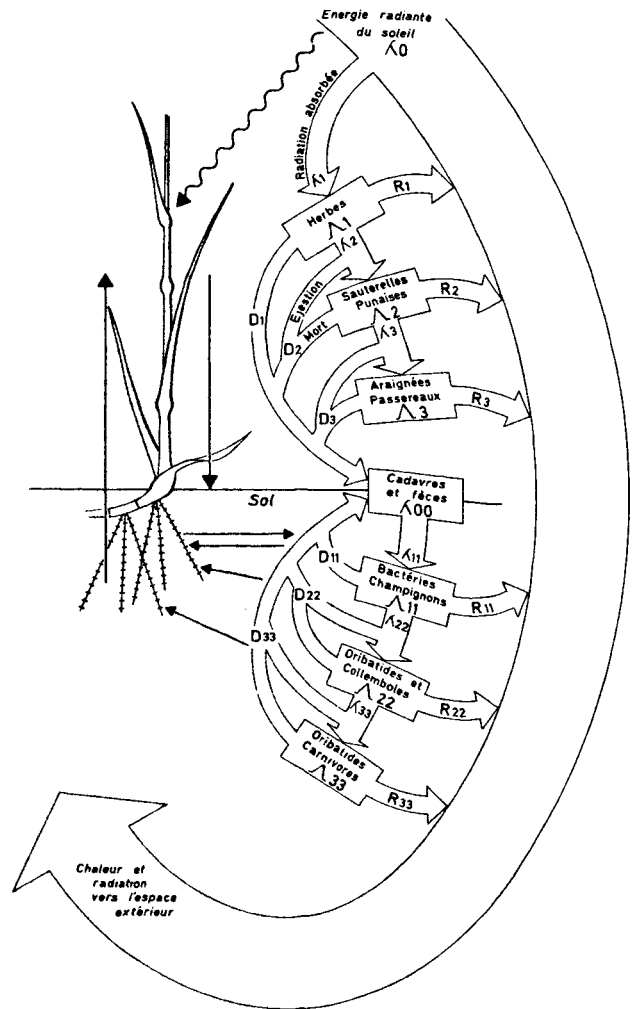 Energie radiante
du soleil
λ0
Radiation absorbée
λ1
Herbes
Λ1
R1
λ2
Ejestion
Sauterelles
Punaises
Λ2
R2
D1
Mort
D2
λ3
Araignées
Passereaux
Λ3
R3
D3
Cadavres
et fèces
λ00
Sol
λ11
D11
Bactéries
Champignons
Λ11
R11
D22
λ22
Oribatides et
Collemboles
Λ22
R22
D33
λ33
Oribatides
Carnivores
Λ33
R33
Chaleur et
radiation
vers l'espace
extérieur